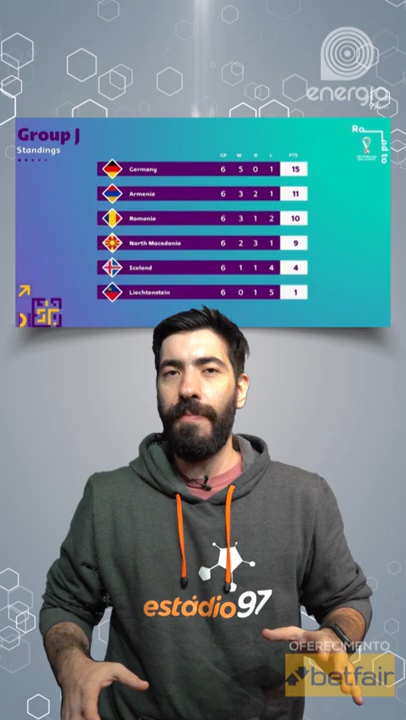 energia
97FM
Group J
Standings
Road to
GP W D L PTS
Germany 6 5 0 1 15
Armenia 6 3 2 1 11
Romania 6 3 1 2 10
North Macedonia 6 2 3 1 9
Iceland 6 1 1 4 4
Liechtenstein 6 0 1 5 1
estádio97
OFERECIMENTO
betfair